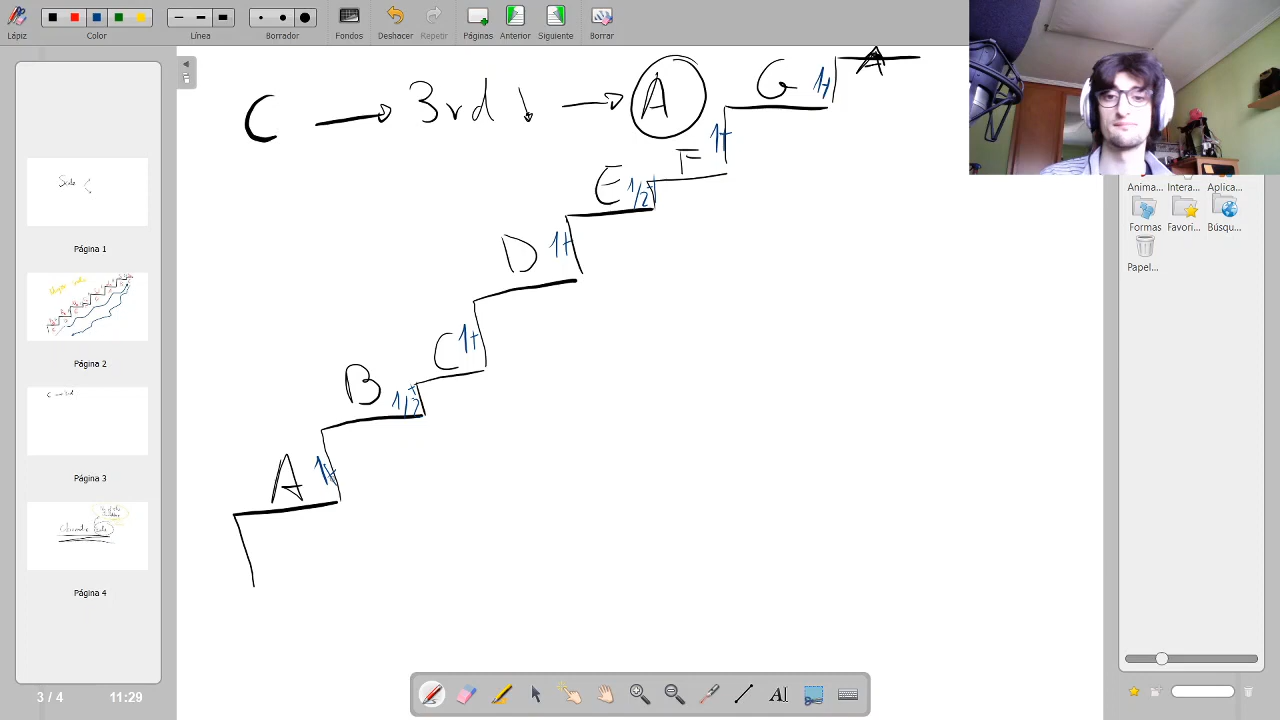 Lápiz Color Línea Borrador Fondos Deshacer Repetir Páginas Anterior Siguiente Borrar
C → 3rd ↓ → A
G 1t A
F 1t
E 1/2t
D 1t
C 1t
B 1/2t
A 1t
Página 1
Página 2
C → 3rd
Página 3
Página 4
3 / 4 11:29
Anima... Intera... Aplica...
Formas Favori... Búsqu...
Papel...
AI